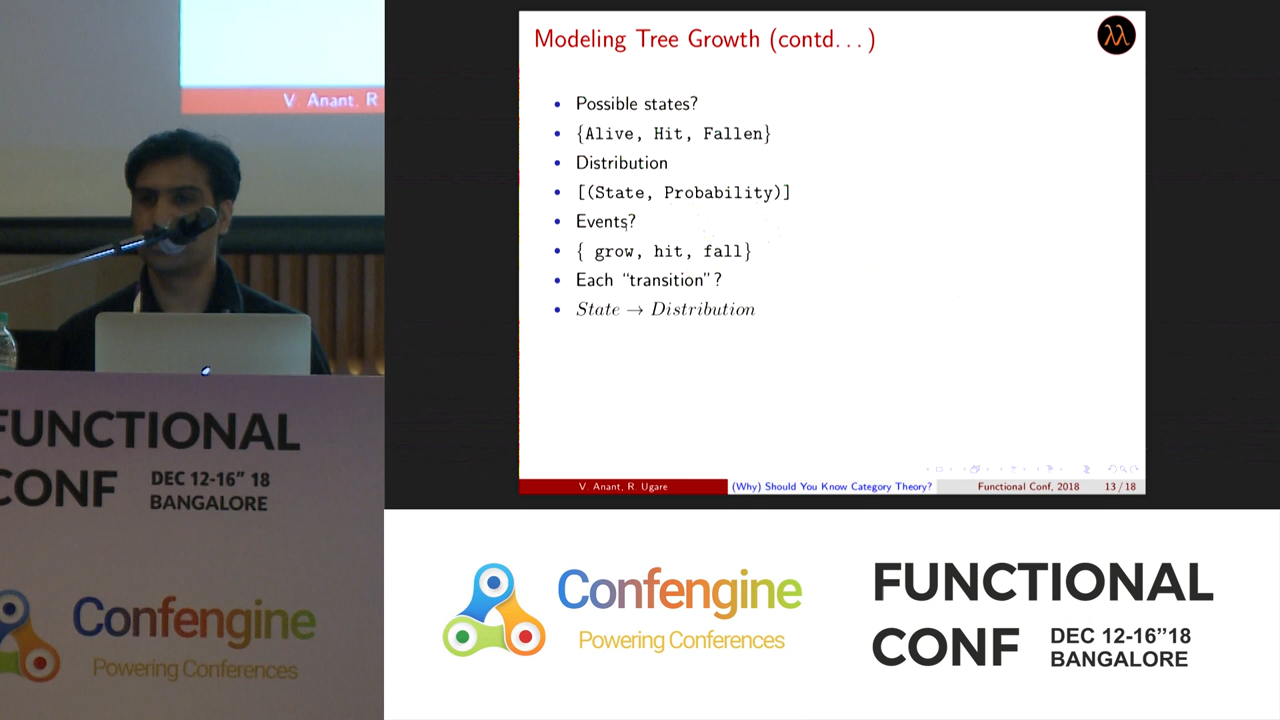 V. Anant, R
FUNCTIONAL
CONF
DEC 12-16" 18
BANGALORE
Confengine
Powering Conferences
Modeling Tree Growth (contd. . . )
λλ
• Possible states?
• {Alive, Hit, Fallen}
• Distribution
• [(State, Probability)]
• Events?
• { grow, hit, fall}
• Each “transition”?
• State → Distribution
V Anant, R Ugare
(Why) Should You Know Category Theory?
Functional Conf, 2018
13 / 18
Confengine
Powering Conferences
FUNCTIONAL
CONF
DEC 12-16”18
BANGALORE